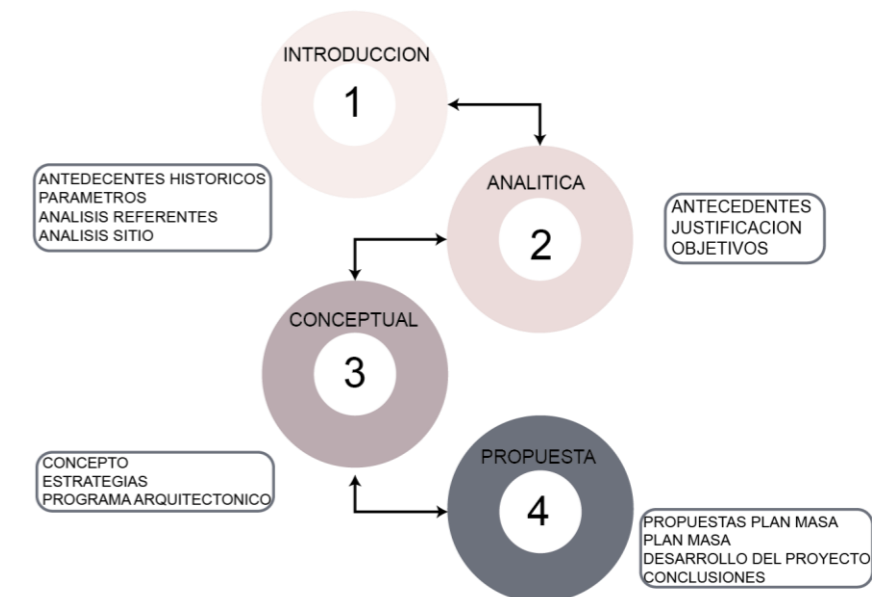 INTRODUCCION
1
ANTEDECENTES HISTORICOS
PARAMETROS
ANALISIS REFERENTES
ANALISIS SITIO
ANALITICA
2
ANTECEDENTES
JUSTIFICACION
OBJETIVOS
CONCEPTUAL
3
CONCEPTO
ESTRATEGIAS
PROGRAMA ARQUITECTONICO
PROPUESTA
4
PROPUESTAS PLAN MASA
PLAN MASA
DESARROLLO DEL PROYECTO
CONCLUSIONES